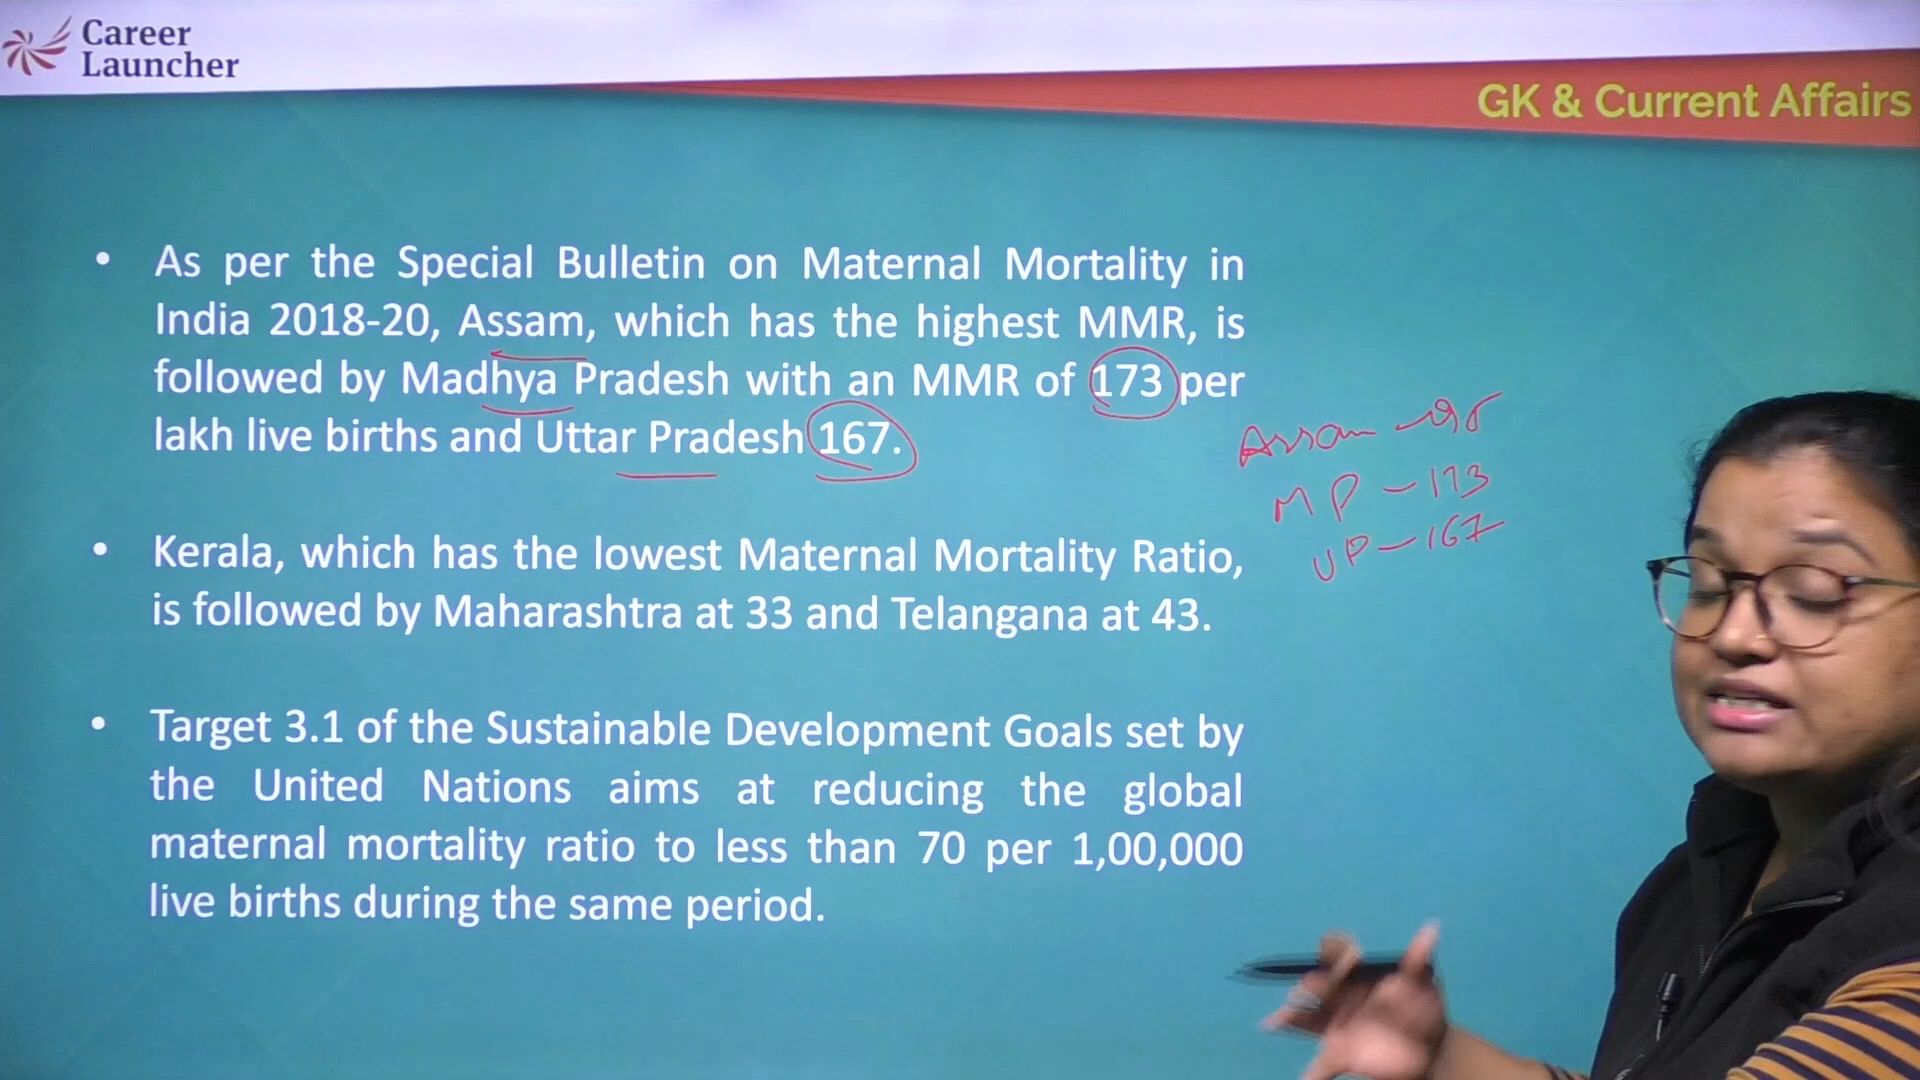 Career
Launcher
GK & Current Affairs
• As per the Special Bulletin on Maternal Mortality in
India 2018-20, Assam, which has the highest MMR, is
followed by Madhya Pradesh with an MMR of 173 per
lakh live births and Uttar Pradesh 167.
Assam -
MP - 173
UP - 167
• Kerala, which has the lowest Maternal Mortality Ratio,
is followed by Maharashtra at 33 and Telangana at 43.
• Target 3.1 of the Sustainable Development Goals set by
the United Nations aims at reducing the global
maternal mortality ratio to less than 70 per 1,00,000
live births during the same period.